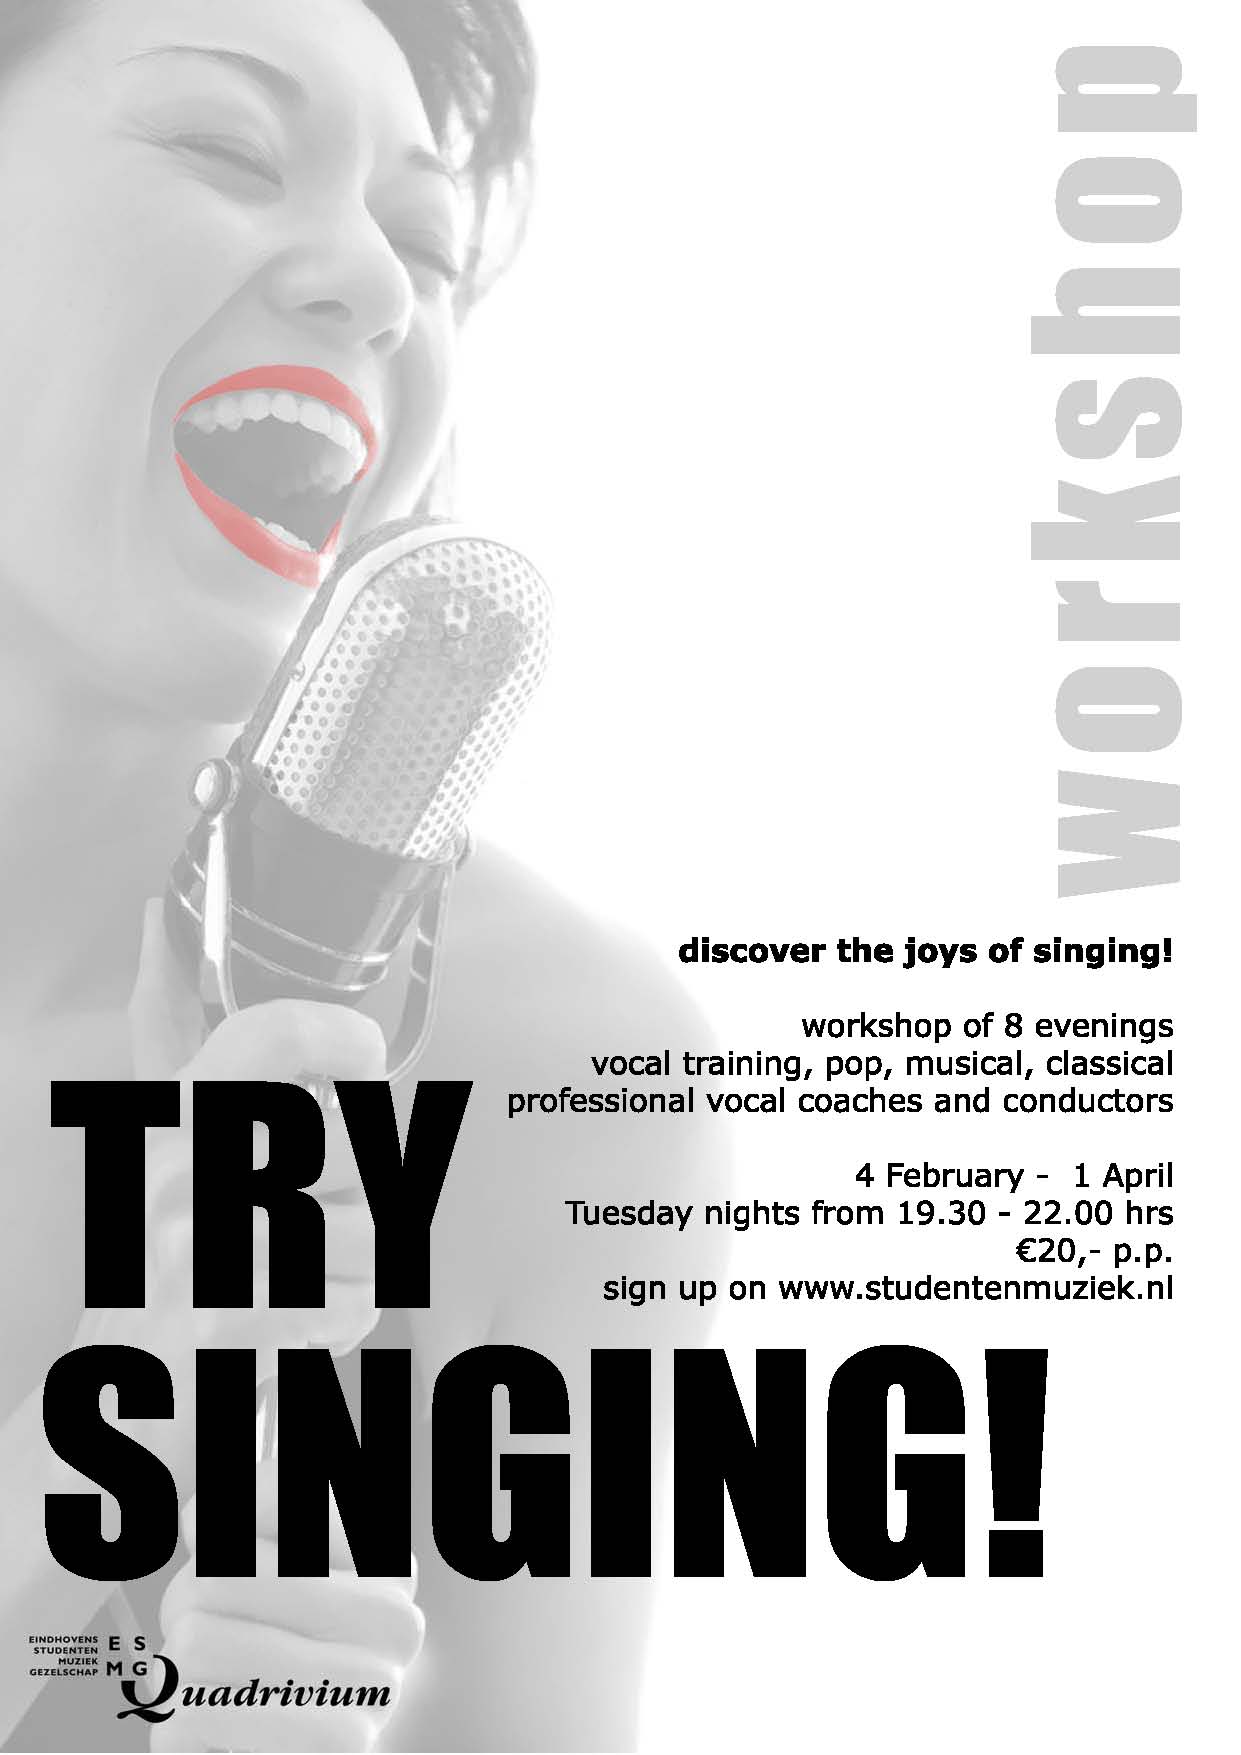 workshop
discover the joys of singing!
workshop of 8 evenings
vocal training, pop, musical, classical
professional vocal coaches and conductors
4 February -  1 April
Tuesday nights from 19.30 - 22.00 hrs
€20,- p.p.
sign up on www.studentenmuziek.nl
TRY
SINGING!
EINDHOVENS
STUDENTEN
MUZIEK
GEZELSCHAP
E S
M G
Quadrivium